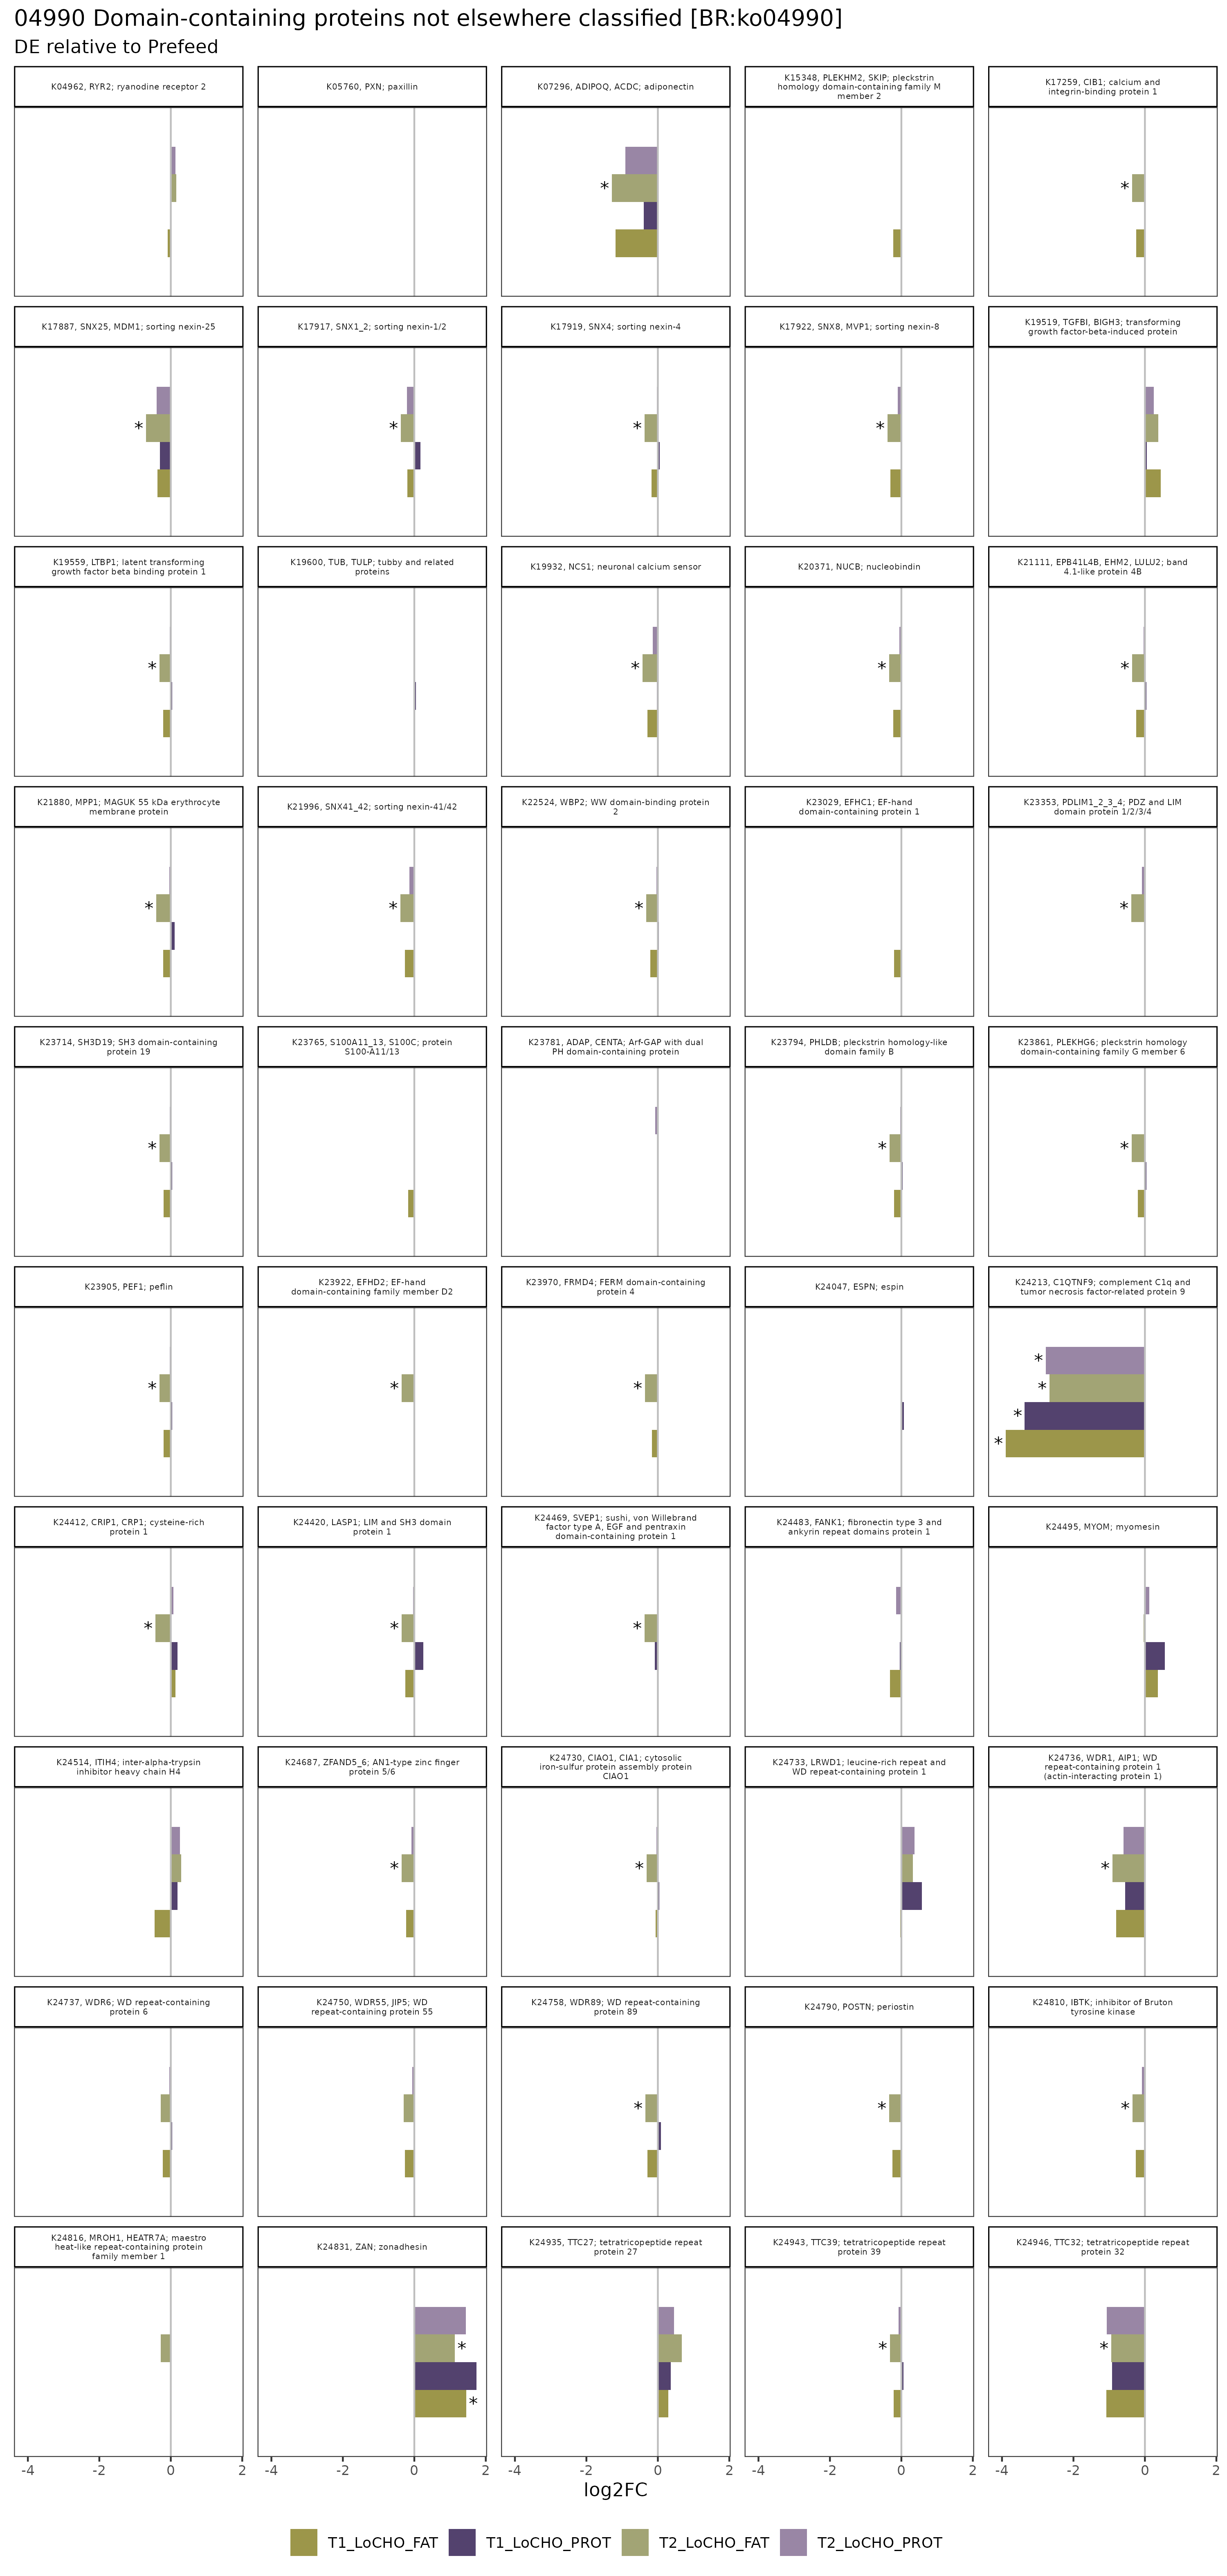 04990 Domain-containing proteins not elsewhere classified [BR:ko04990]
DE relative to Prefeed
K04962, RYR2; ryanodine receptor 2
K05760, PXN; paxillin
K07296, ADIPOQ, ACDC; adiponectin
K15348, PLEKHM2, SKIP; pleckstrin
homology domain-containing family M
member 2
K17259, CIB1; calcium and
integrin-binding protein 1
*
*
K17887, SNX25, MDM1; sorting nexin-25
K17917, SNX1_2; sorting nexin-1/2
K17919, SNX4; sorting nexin-4
K17922, SNX8, MVP1; sorting nexin-8
K19519, TGFBI, BIGH3; transforming
growth factor-beta-induced protein
*
*
*
*
K19559, LTBP1; latent transforming
growth factor beta binding protein 1
K19600, TUB, TULP; tubby and related
proteins
K19932, NCS1; neuronal calcium sensor
K20371, NUCB; nucleobindin
K21111, EPB41L4B, EHM2, LULU2; band
4.1-like protein 4B
*
*
*
*
K21880, MPP1; MAGUK 55 kDa erythrocyte
membrane protein
K21996, SNX41_42; sorting nexin-41/42
K22524, WBP2; WW domain-binding protein
2
K23029, EFHC1; EF-hand
domain-containing protein 1
K23353, PDLIM1_2_3_4; PDZ and LIM
domain protein 1/2/3/4
*
*
*
*
K23714, SH3D19; SH3 domain-containing
protein 19
K23765, S100A11_13, S100C; protein
S100-A11/13
K23781, ADAP, CENTA; Arf-GAP with dual
PH domain-containing protein
K23794, PHLDB; pleckstrin homology-like
domain family B
K23861, PLEKHG6; pleckstrin homology
domain-containing family G member 6
*
*
*
K23905, PEF1; peflin
K23922, EFHD2; EF-hand
domain-containing family member D2
K23970, FRMD4; FERM domain-containing
protein 4
K24047, ESPN; espin
K24213, C1QTNF9; complement C1q and
tumor necrosis factor-related protein 9
*
*
*
*
*
*
*
K24412, CRIP1, CRP1; cysteine-rich
protein 1
K24420, LASP1; LIM and SH3 domain
protein 1
K24469, SVEP1; sushi, von Willebrand
factor type A, EGF and pentraxin
domain-containing protein 1
K24483, FANK1; fibronectin type 3 and
ankyrin repeat domains protein 1
K24495, MYOM; myomesin
*
*
*
K24514, ITIH4; inter-alpha-trypsin
inhibitor heavy chain H4
K24687, ZFAND5_6; AN1-type zinc finger
protein 5/6
K24730, CIAO1, CIA1; cytosolic
iron-sulfur protein assembly protein
CIAO1
K24733, LRWD1; leucine-rich repeat and
WD repeat-containing protein 1
K24736, WDR1, AIP1; WD
repeat-containing protein 1
(actin-interacting protein 1)
*
*
*
K24737, WDR6; WD repeat-containing
protein 6
K24750, WDR55, JIP5; WD
repeat-containing protein 55
K24758, WDR89; WD repeat-containing
protein 89
K24790, POSTN; periostin
K24810, IBTK; inhibitor of Bruton
tyrosine kinase
*
*
*
K24816, MROH1, HEATR7A; maestro
heat-like repeat-containing protein
family member 1
K24831, ZAN; zonadhesin
K24935, TTC27; tetratricopeptide repeat
protein 27
K24943, TTC39; tetratricopeptide repeat
protein 39
K24946, TTC32; tetratricopeptide repeat
protein 32
*
*
*
*
-4 -2 0 2
-4 -2 0 2
-4 -2 0 2
-4 -2 0 2
-4 -2 0 2
log2FC
T1_LoCHO_FAT
T1_LoCHO_PROT
T2_LoCHO_FAT
T2_LoCHO_PROT